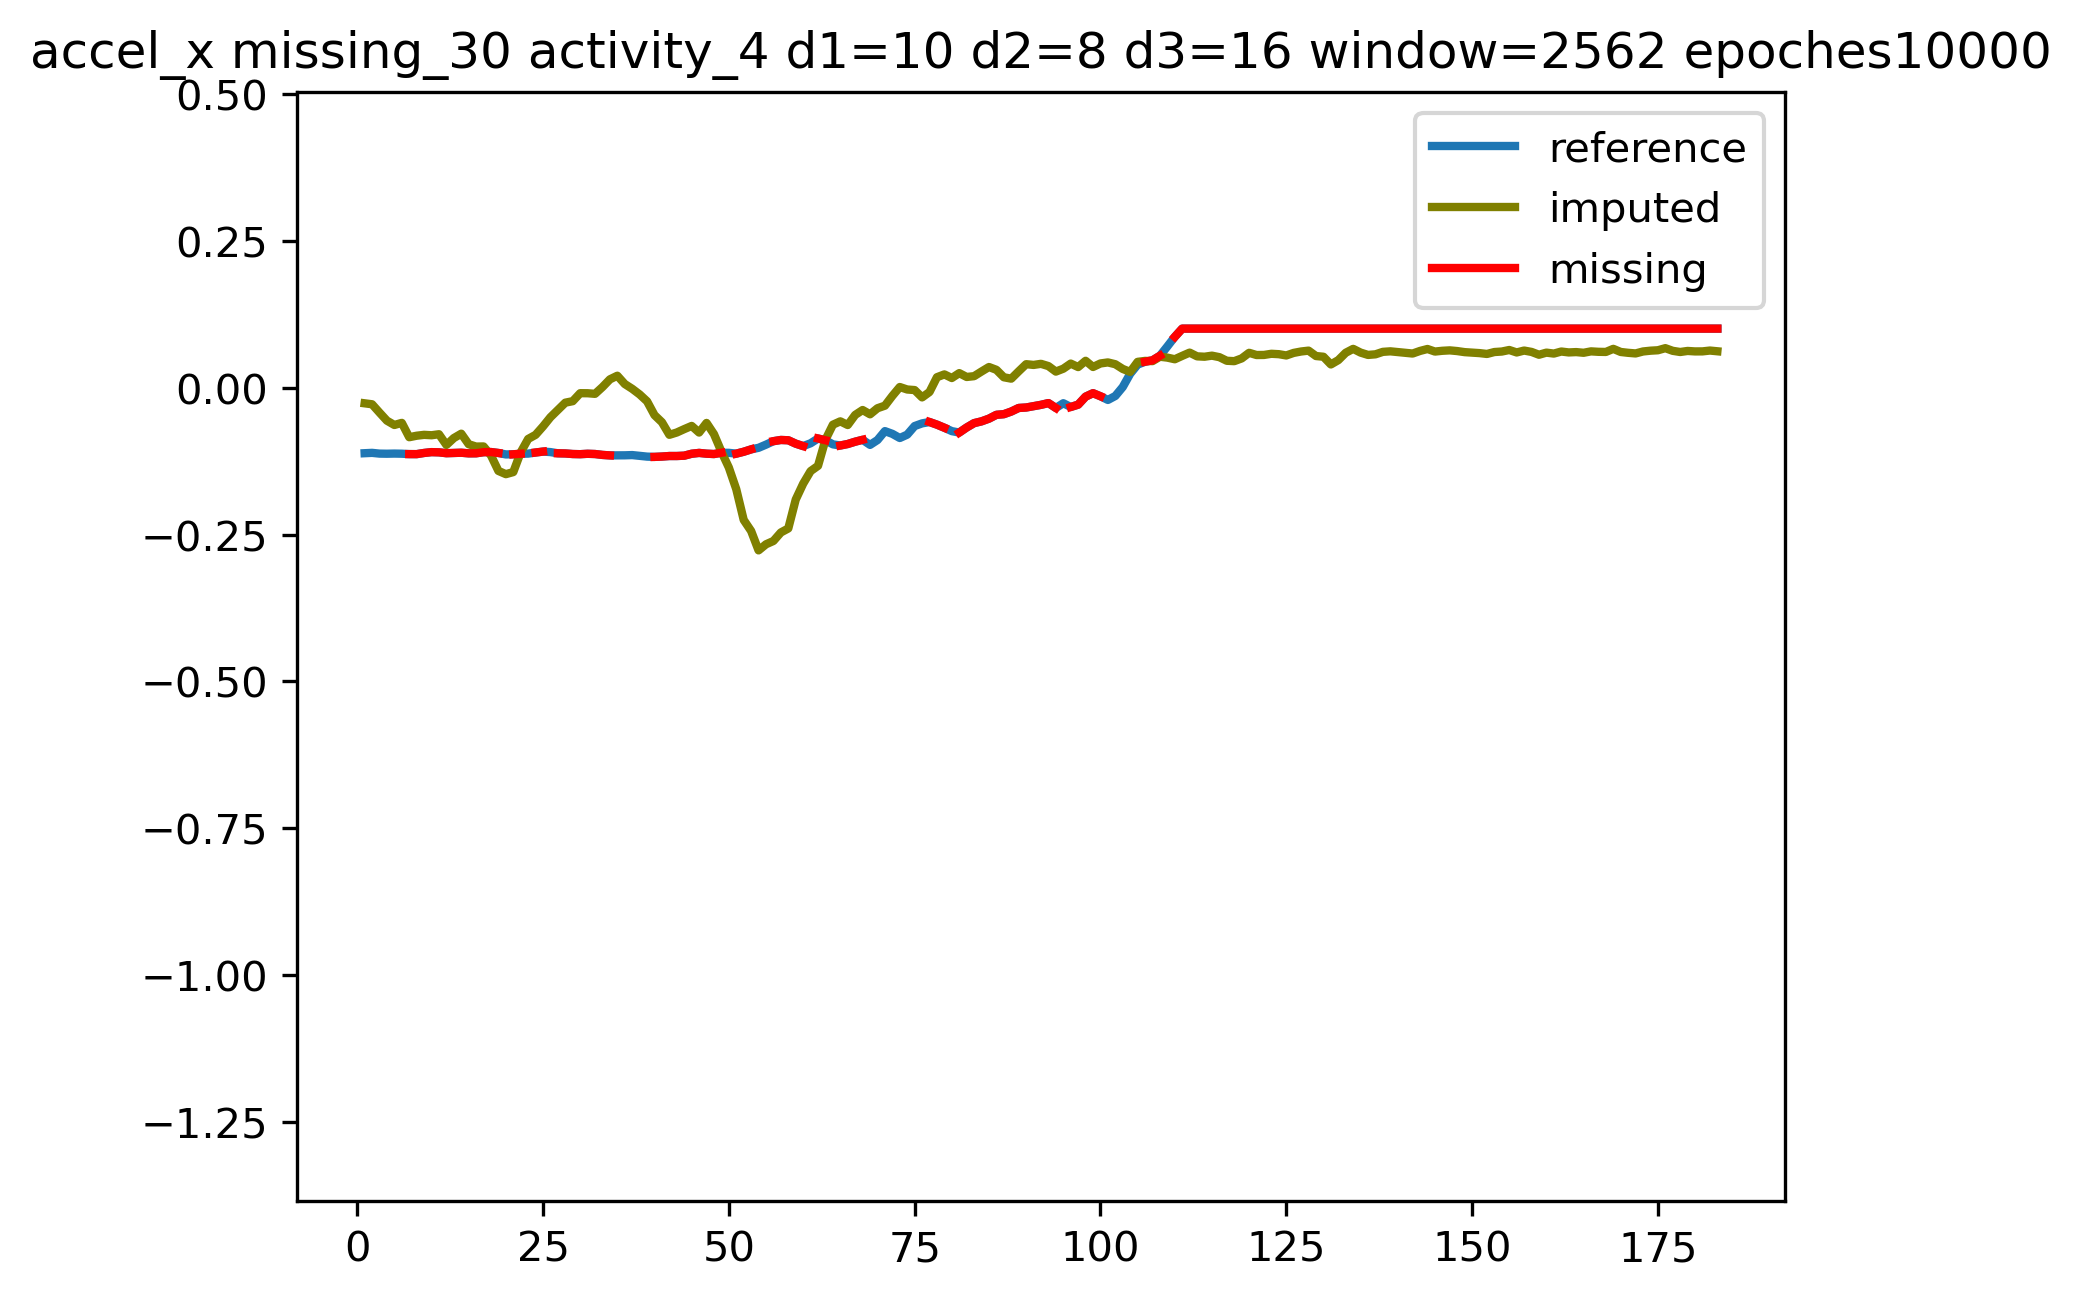 accel_x missing_30 activity_4 d1=10 d2=8 d3=16 window=2562 epoches10000
0.50
0.25
0.00
−0.25
−0.50
−0.75
−1.00
−1.25
reference
imputed
missing
0 25 50 75 100 125 150 175